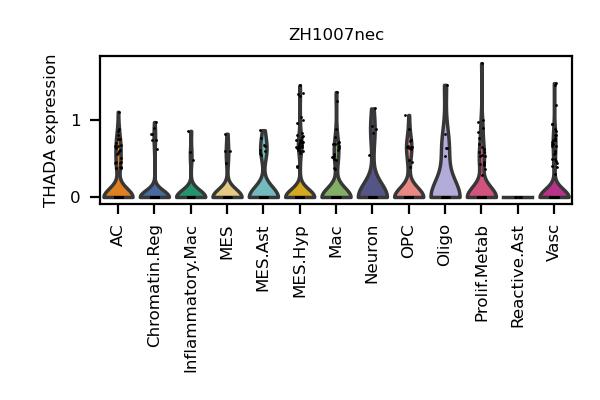 ZH1007nec
THADA expression
1
0
AC
Chromatin.Reg
Inflammatory.Mac
MES
MES.Ast
MES.Hyp
Mac
Neuron
OPC
Oligo
Prolif.Metab
Reactive.Ast
Vasc